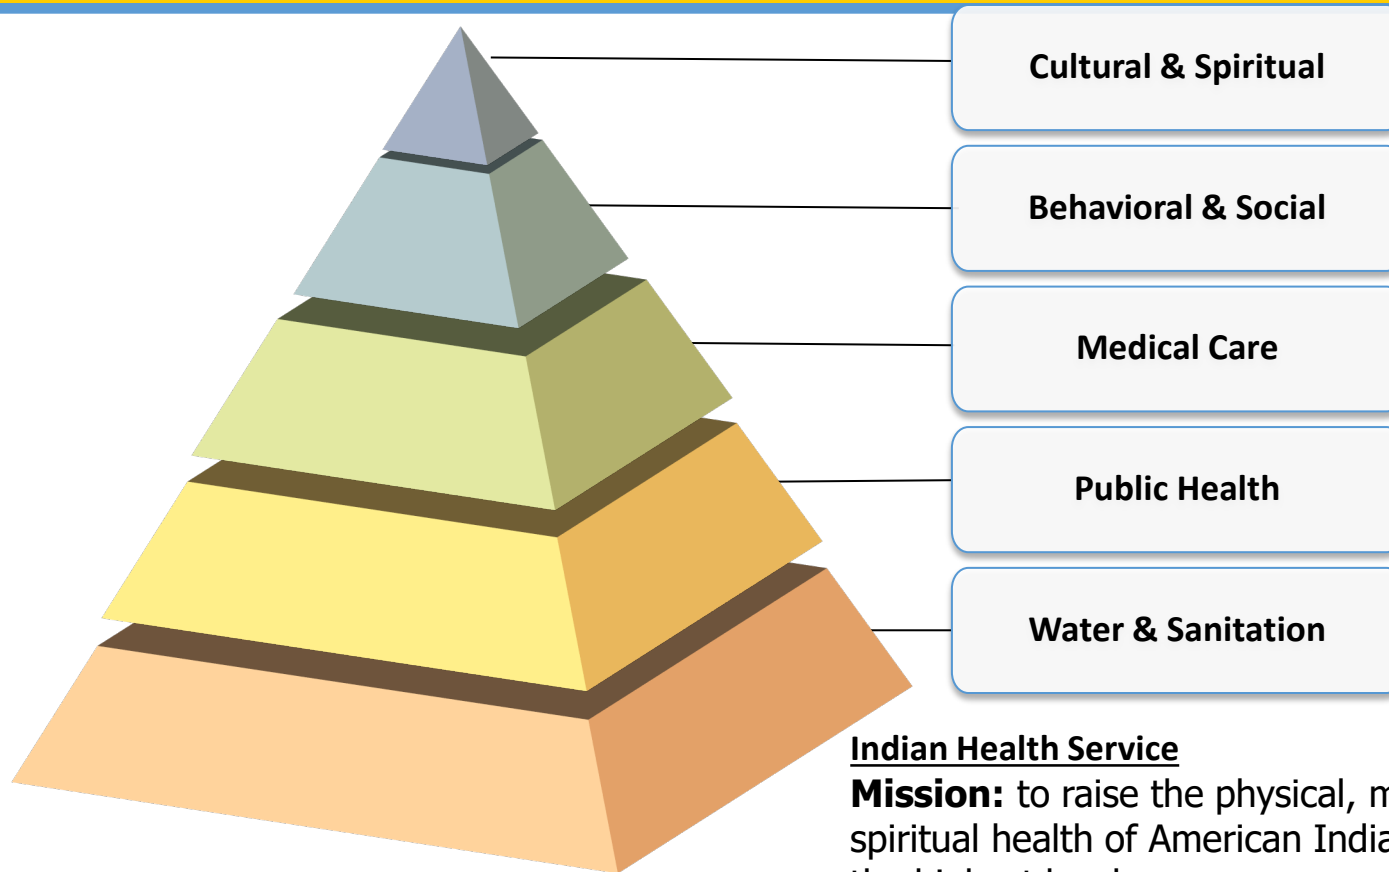 Cultural & Spiritual
Behavioral & Social
Medical Care
Public Health
Water & Sanitation
Indian Health Service
Mission: to raise the physical,
spiritual health of American